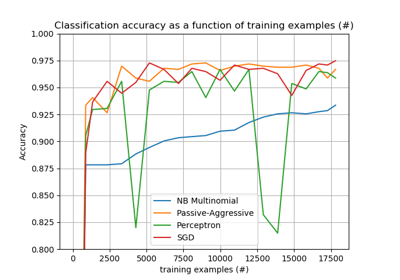 Classification accuracy as a function of training examples (#)
1.000
0.975
0.950
0.925
0.900
0.875
0.850
0.825
0.800
Accuracy
NB Multinomial
Passive-Aggressive
Perceptron
SGD
0 2500 5000 7500 10000 12500 15000 17500
training examples (#)